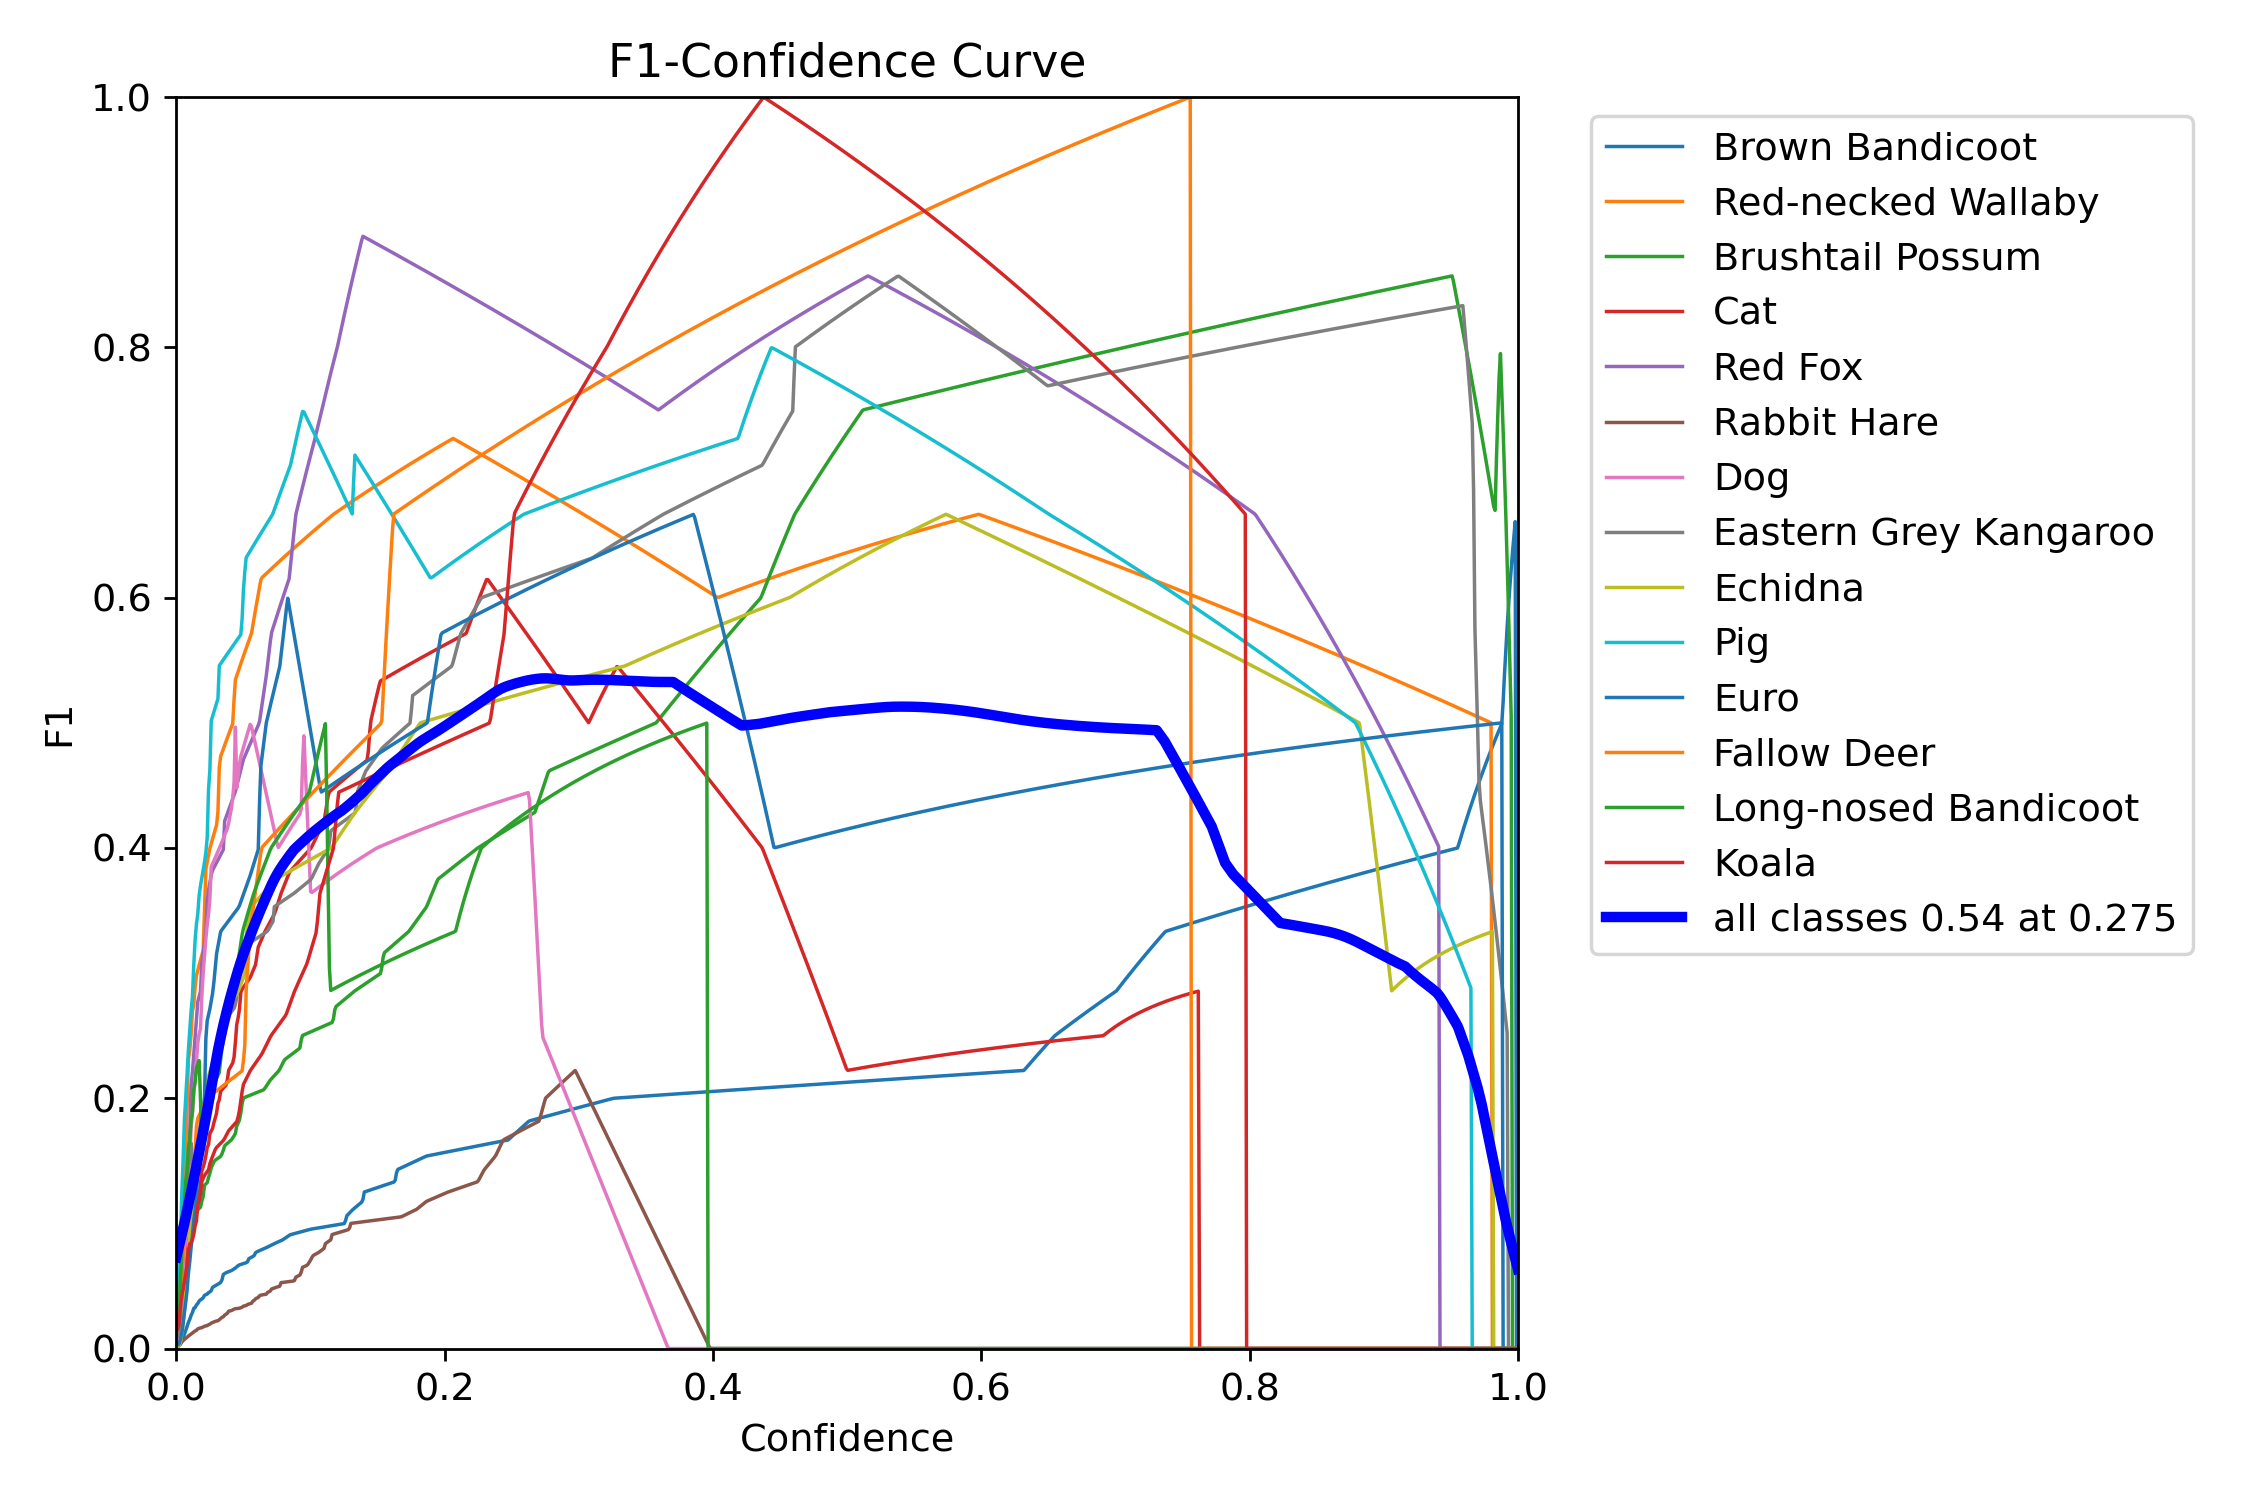 F1-Confidence Curve
1.0
0.8
0.6
0.4
0.2
0.0
F1
0.0 0.2 0.4 0.6 0.8 1.0
Confidence
Brown Bandicoot
Red-necked Wallaby
Brushtail Possum
Cat
Red Fox
Rabbit Hare
Dog
Eastern Grey Kangaroo
Echidna
Pig
Euro
Fallow Deer
Long-nosed Bandicoot
Koala
all classes 0.54 at 0.275